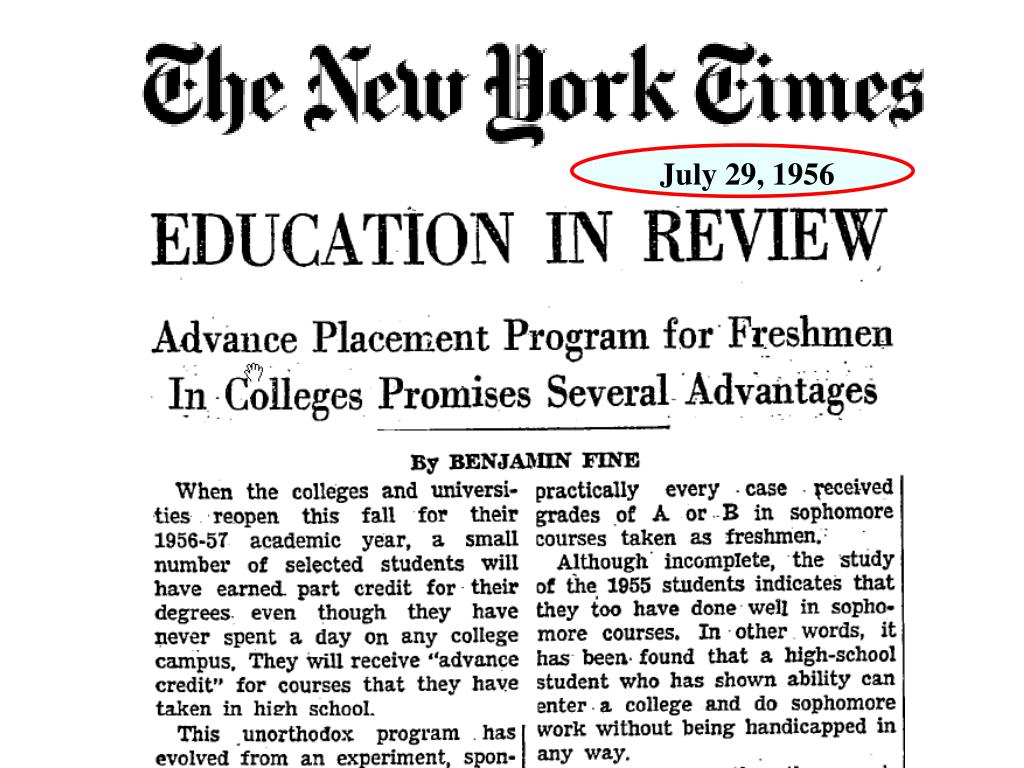 The New York Times
July 29, 1956
EDUCATION IN REVIEW
Advance Placement Program for Freshmen
In Colleges Promises Several Advantages
By BENJAMIN FINE
When the colleges and universi-
ties reopen this fall for their
1956-57 academic year, a small
number of selected students will
have earned part credit for their
degrees even though they have
never spent a day on any college
campus. They will receive "advance
credit" for courses that they have
taken in high school.
This unorthodox program has
evolved from an experiment, spon-
practically every case received
grades of A or B in sophomore
courses taken as freshmen.
Although incomplete, the study
of the 1955 students indicates that
they too have done well in sopho-
more courses. In other words, it
has been found that a high-school
student who has shown ability can
enter a college and do sophomore
work without being handicapped in
any way.